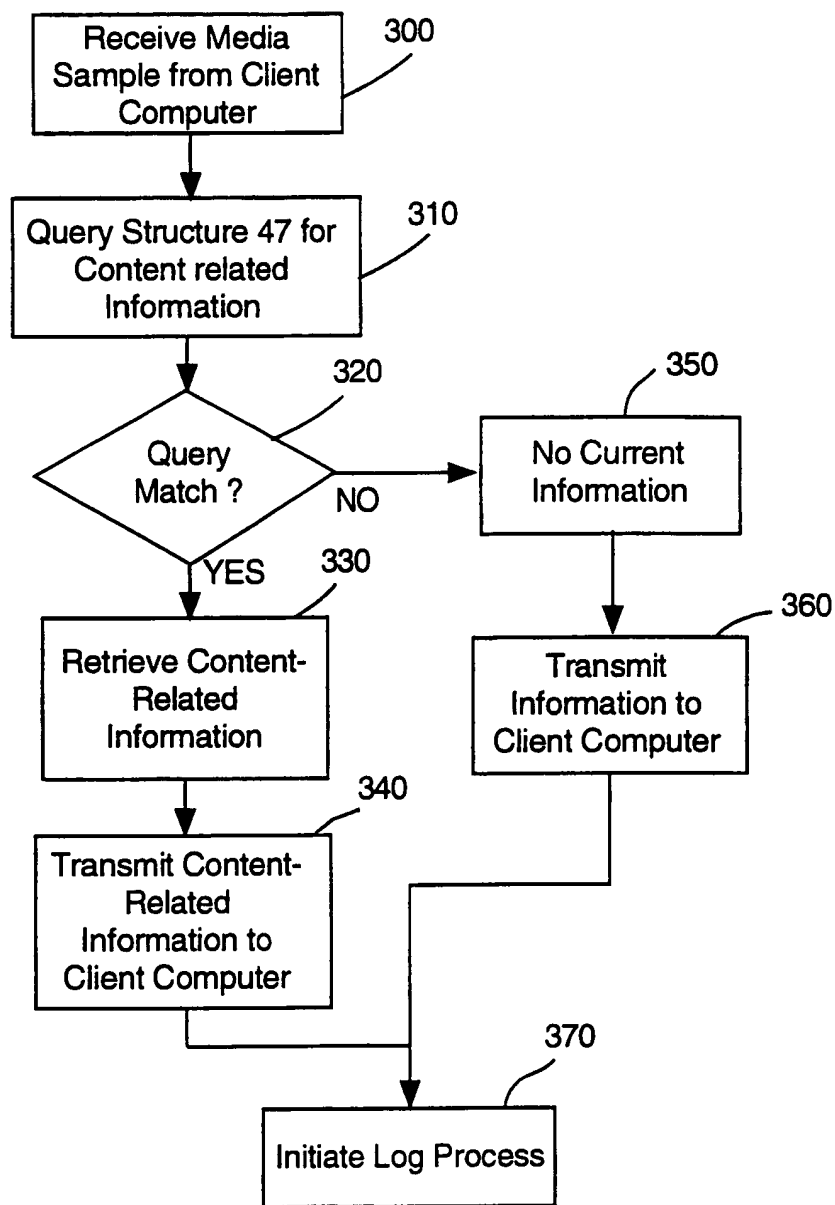 Receive Media
Sample from Client
Computer
300
Query Structure 47 for
Content related
Information
310
320
Query
Match ?
NO
YES
350
No Current
Information
330
Retrieve Content-
Related
Information
360
Transmit
Information to
Client Computer
340
Transmit Content-
Related
Information to
Client Computer
370
Initiate Log Process